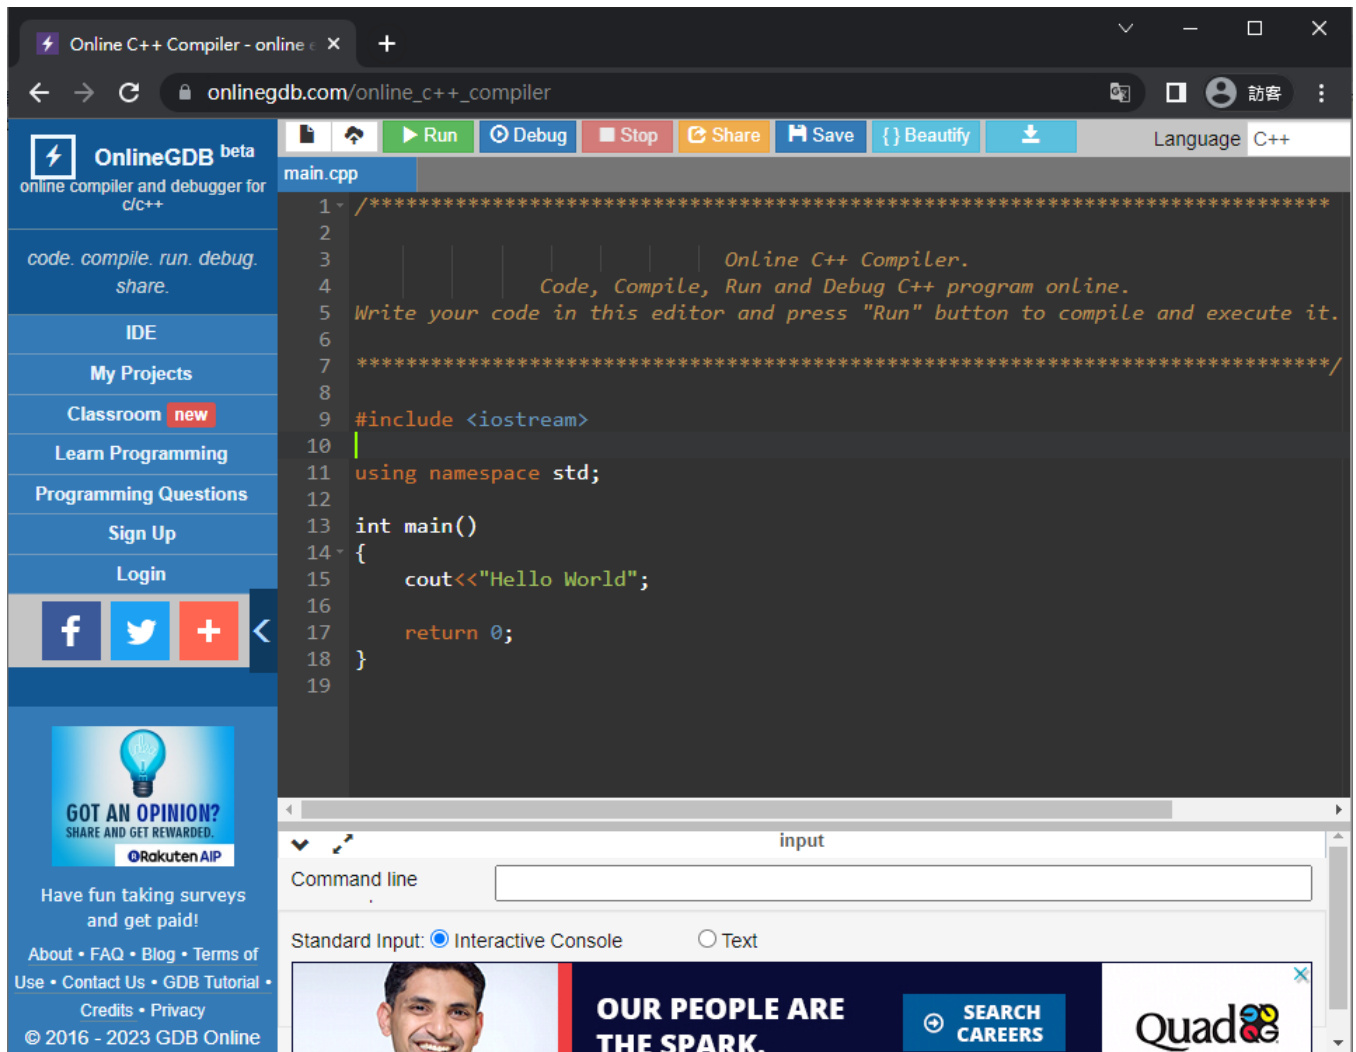 Online C++ Compiler - online e
onlinegdb.com/online_c++_compiler
訪客
OnlineGDB beta
online compiler and debugger for
c/c++
code. compile. run. debug.
share.
IDE
My Projects
Classroom new
Learn Programming
Programming Questions
Sign Up
Login
GOT AN OPINION?
SHARE AND GET REWARDED.
Rakuten AIP
Have fun taking surveys
and get paid!
About • FAQ • Blog • Terms of
Use • Contact Us • GDB Tutorial •
Credits • Privacy
© 2016 - 2023 GDB Online
Run Debug Stop Share Save { } Beautify Language C++
main.cpp
1 /******************************************************************************
2
3 Online C++ Compiler.
4 Code, Compile, Run and Debug C++ program online.
5 Write your code in this editor and press "Run" button to compile and execute it.
6
7 *******************************************************************************/
8
9 #include <iostream>
10
11 using namespace std;
12
13 int main()
14 {
15 cout<<"Hello World";
16
17 return 0;
18 }
19
input
Command line
Standard Input: Interactive Console Text
OUR PEOPLE ARE
THE SPARK.
SEARCH
CAREERS
Quad